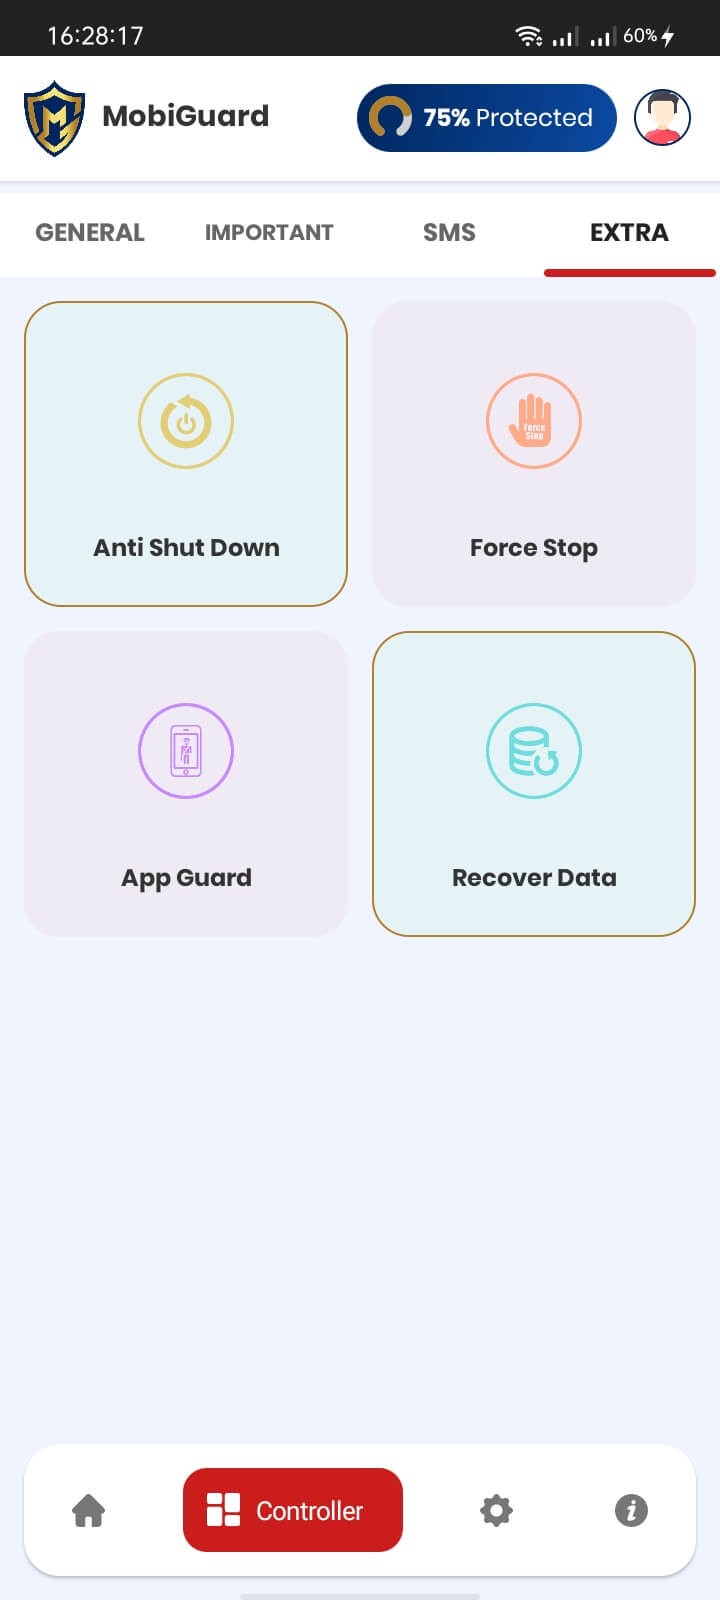 16:28:17
60%
MobiGuard
75% Protected
GENERAL IMPORTANT SMS EXTRA
Force
Stop
Anti Shut Down
Force Stop
App Guard
Recover Data
Controller